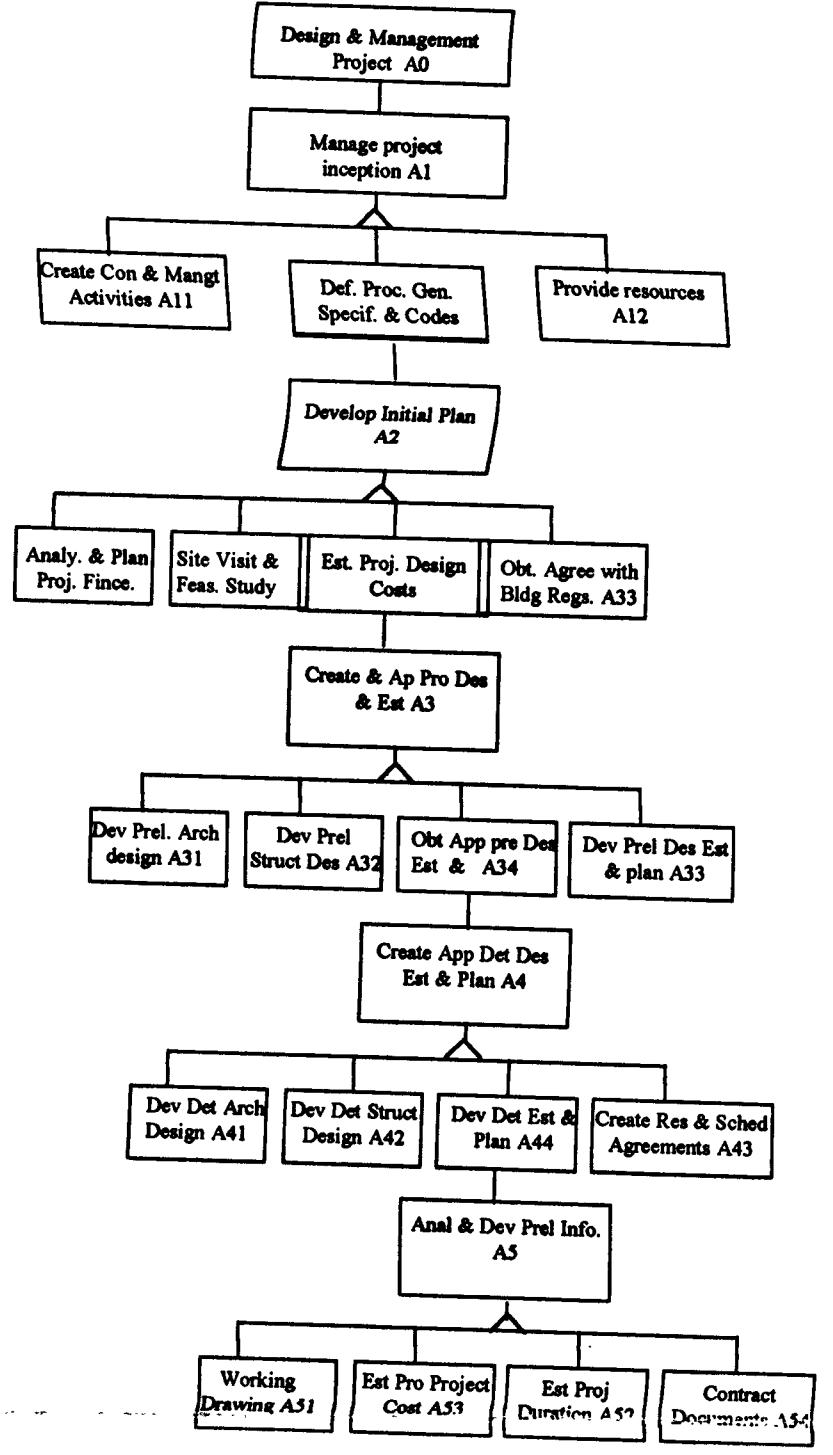 Design & Management
Project A0
Manage project
inception A1
Create Con & Mangt
Activities A11
Def. Proc. Gen.
Specif. & Codes
Provide resources
A12
Develop Initial Plan
A2
Analy. & Plan
Proj. Fince.
Site Visit &
Feas. Study
Est. Proj. Design
Costs
Obt. Agree with
Bldg Regs. A33
Create & Ap Pro Des
& Est A3
Dev Prel. Arch
design A31
Dev Prel
Struct Des A32
Obt App pre Des
Est & A34
Dev Prel Des Est
& plan A33
Create App Det Des
Est & Plan A4
Dev Det Arch
Design A41
Dev Det Struct
Design A42
Dev Det Est &
Plan A44
Create Res & Sched
Agreements A43
Anal & Dev Prel Info.
A5
Working
Drawing A51
Est Pro Project
Cost A53
Est Proj
Duration A52
Contract
Documents A54